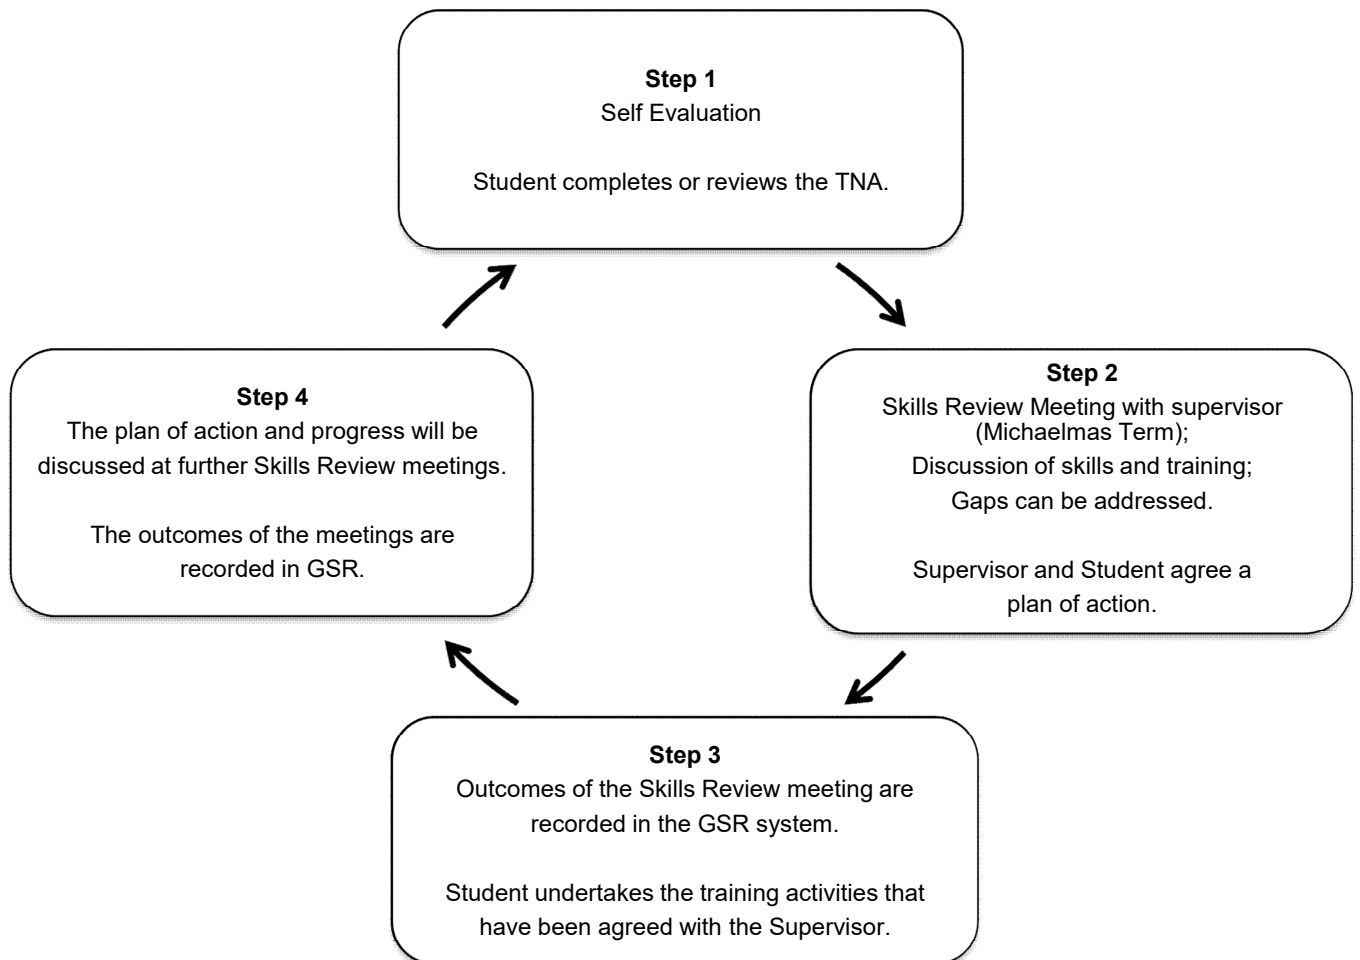 Step 1
Self Evaluation
Student completes or reviews the TNA.
Step 2
Skills Review Meeting with supervisor
(Michaelmas Term);
Discussion of skills and training;
Gaps can be addressed.
Supervisor and Student agree a
plan of action.
Step 3
Outcomes of the Skills Review meeting are
recorded in the GSR system.
Student undertakes the training activities that
have been agreed with the Supervisor.
Step 4
The plan of action and progress will be
discussed at further Skills Review meetings.
The outcomes of the meetings are
recorded in GSR.